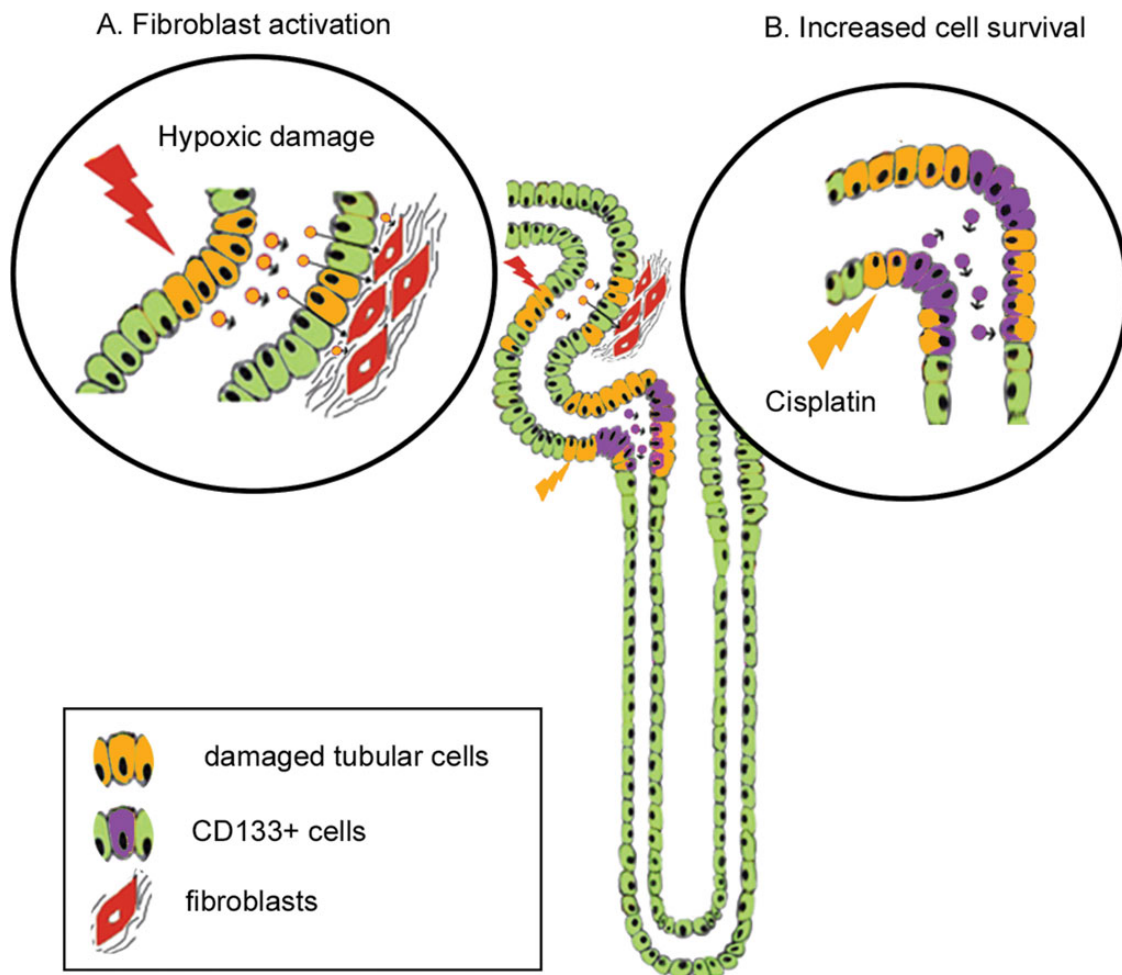 A. Fibroblast activation
B. Increased cell survival
Hypoxic damage
Cisplatin
damaged tubular cells
CD133+ cells
fibroblasts